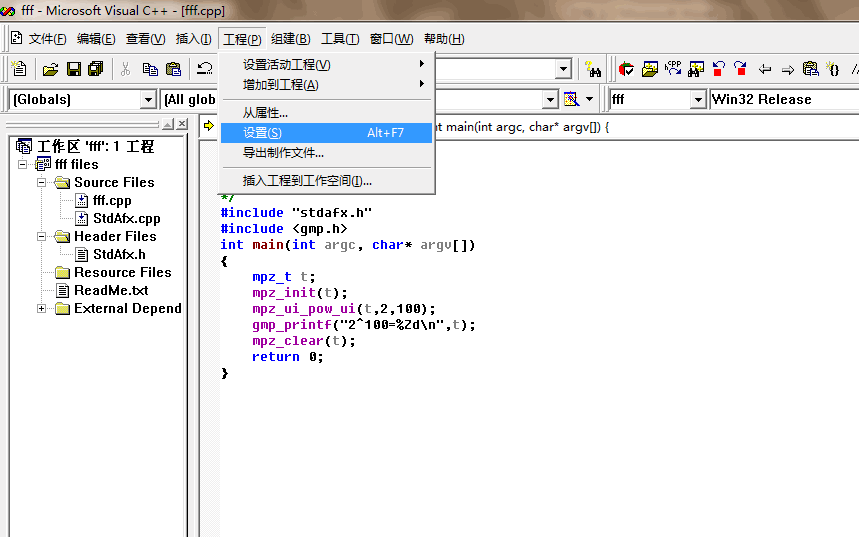 fff - Microsoft Visual C++ - [fff.cpp]
文件(F) 编辑(E) 查看(V) 插入(I) 工程(P) 组建(B) 工具(T) 窗口(W) 帮助(H)
设置活动工程(V)
增加到工程(A)
从属性...
设置(S) Alt+F7
导出制作文件...
插入工程到工作空间(I)...
(Globals) (All glob fff Win32 Release
工作区 'fff': 1 工程
fff files
Source Files
fff.cpp
StdAfx.cpp
Header Files
StdAfx.h
Resource Files
ReadMe.txt
External Depend
nt main(int argc, char* argv[]) {
*/
#include "stdafx.h"
#include <gmp.h>
int main(int argc, char* argv[])
{
mpz_t t;
mpz_init(t);
mpz_ui_pow_ui(t,2,100);
gmp_printf("2^100=%Zd\n",t);
mpz_clear(t);
return 0;
}